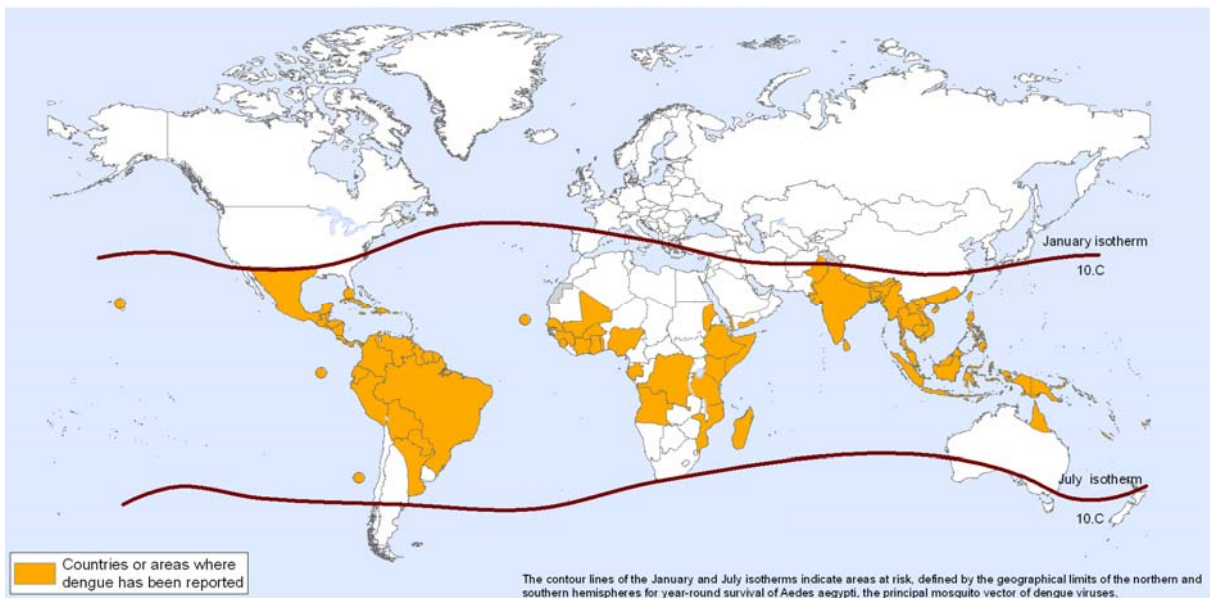 January isotherm
10.C
July isotherm
10.C
Countries or areas where
dengue has been reported
The contour lines of the January and July isotherms indicate areas at risk, defined by the geographical limits of the northern and
southern hemispheres for year-round survival of Aedes aegypti, the principal mosquito vector of dengue viruses.